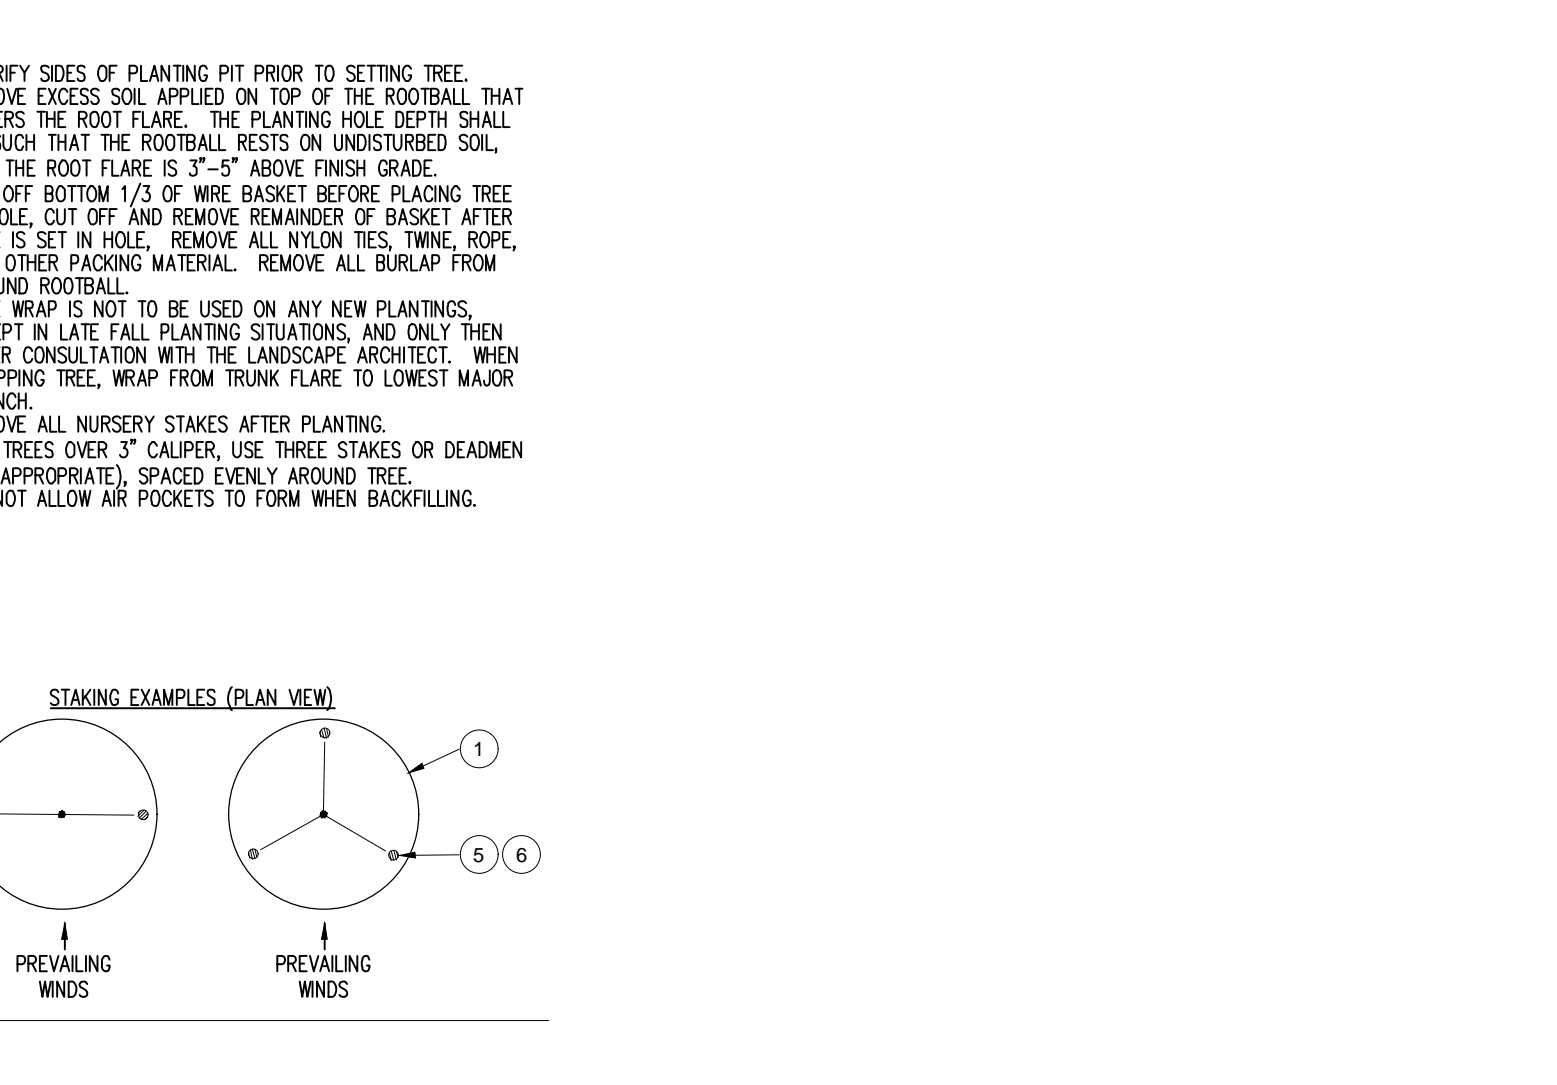 RIFY SIDES OF PLANTING PIT PRIOR TO SETTING TREE.
OVE EXCESS SOIL APPLIED ON TOP OF THE ROOTBALL THAT
ERS THE ROOT FLARE. THE PLANTING HOLE DEPTH SHALL
SUCH THAT THE ROOTBALL RESTS ON UNDISTURBED SOIL,
THE ROOT FLARE IS 3"-5" ABOVE FINISH GRADE.
OFF BOTTOM 1/3 OF WIRE BASKET BEFORE PLACING TREE
OLE, CUT OFF AND REMOVE REMAINDER OF BASKET AFTER
E IS SET IN HOLE, REMOVE ALL NYLON TIES, TWINE, ROPE,
OTHER PACKING MATERIAL. REMOVE ALL BURLAP FROM
UND ROOTBALL.
E WRAP IS NOT TO BE USED ON ANY NEW PLANTINGS,
EPT IN LATE FALL PLANTING SITUATIONS, AND ONLY THEN
ER CONSULTATION WITH THE LANDSCAPE ARCHITECT. WHEN
PPING TREE, WRAP FROM TRUNK FLARE TO LOWEST MAJOR
NCH.
OVE ALL NURSERY STAKES AFTER PLANTING.
TREES OVER 3" CALIPER, USE THREE STAKES OR DEADMEN
APPROPRIATE), SPACED EVENLY AROUND TREE.
NOT ALLOW AIR POCKETS TO FORM WHEN BACKFILLING.
STAKING EXAMPLES (PLAN VIEW)
1
5 6
PREVAILING
WINDS
PREVAILING
WINDS